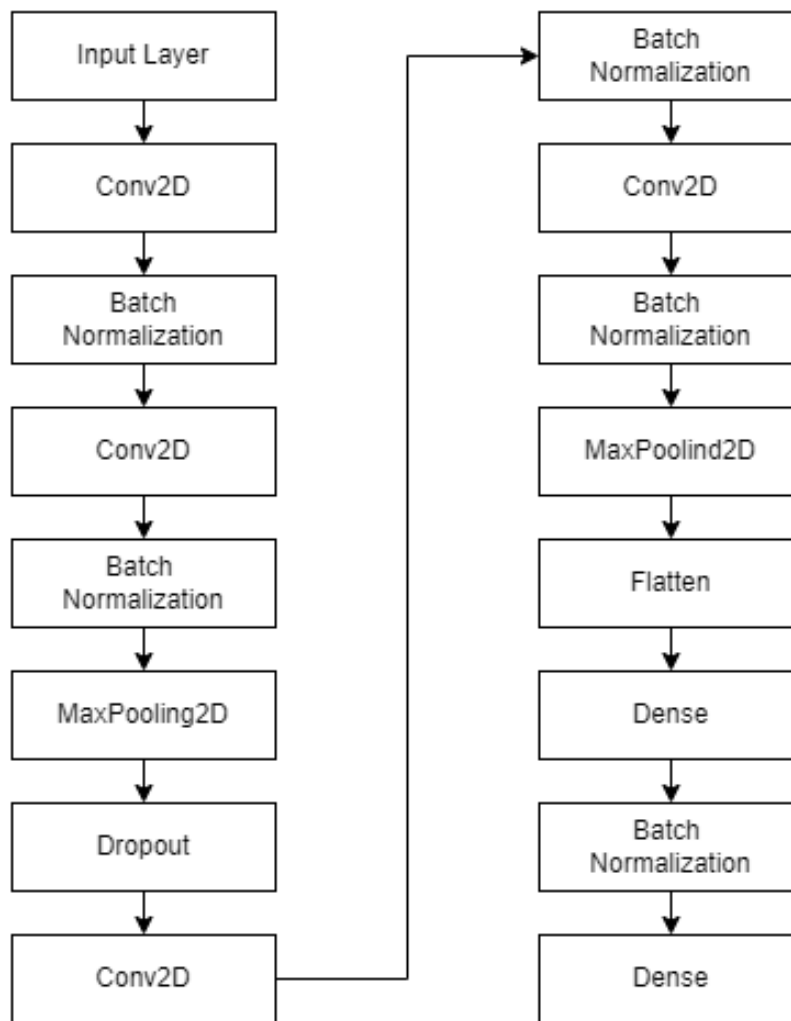 Input Layer
Conv2D
Batch
Normalization
Conv2D
Batch
Normalization
MaxPooling2D
Dropout
Conv2D
Batch
Normalization
Conv2D
Batch
Normalization
MaxPoolind2D
Flatten
Dense
Batch
Normalization
Dense